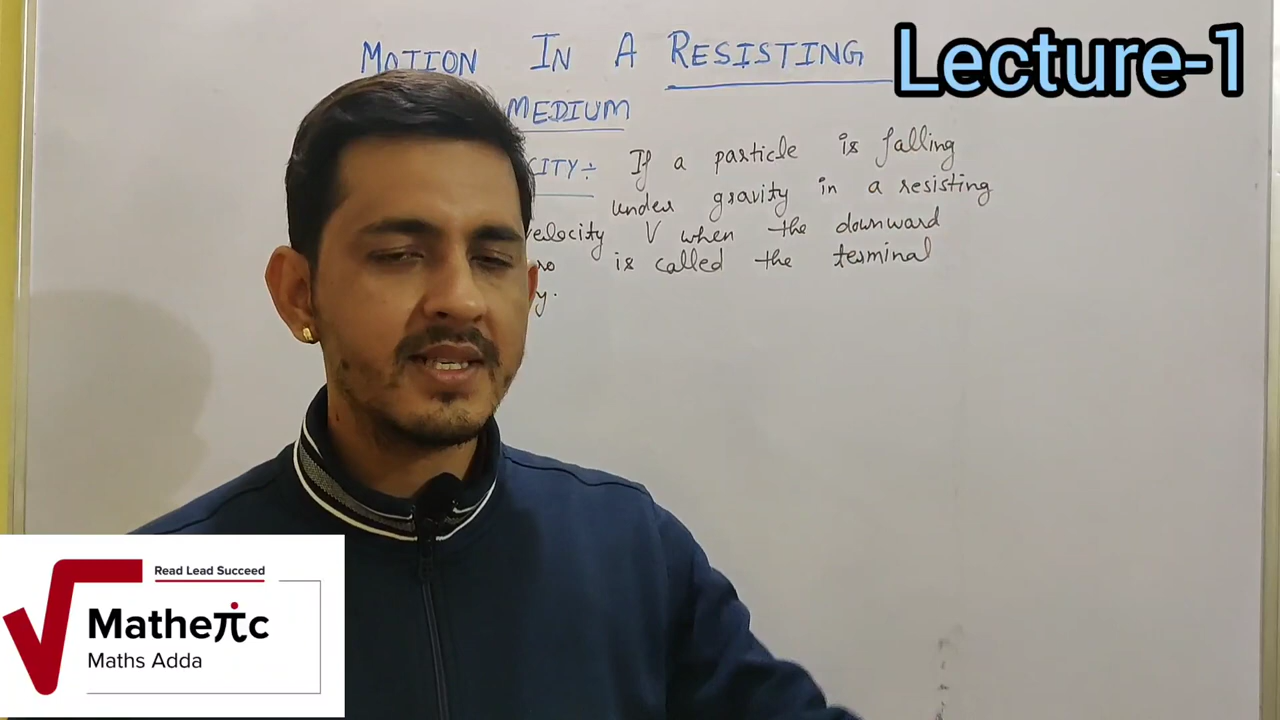 MOTION IN A RESISTING
Lecture-1
MEDIUM
CITY÷ If a particle is falling
under gravity in a resisting
velocity V when the downward
is called the terminal
y.
Read Lead Succeed
Matheπc
Maths Adda